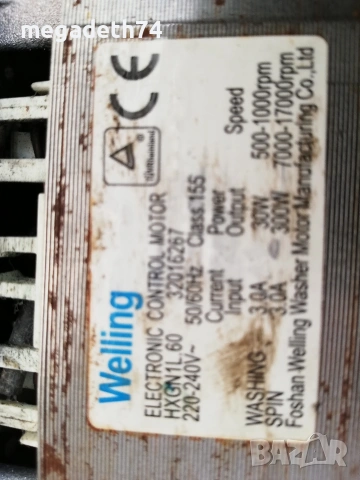 megadeth74
Welling
ELECTRONIC CONTROL MOTOR
HXGN1L.60 32016267
220-240V~ 50/60Hz Class:155
Current Power Speed
Input Output
WASHING 3.0A 30W 500-1000rpm
SPIN 3.0A 300W 7000-17000rpm
Foshan Welling Washer Motor Manufacturing Co.,Ltd
CE
BAZAR